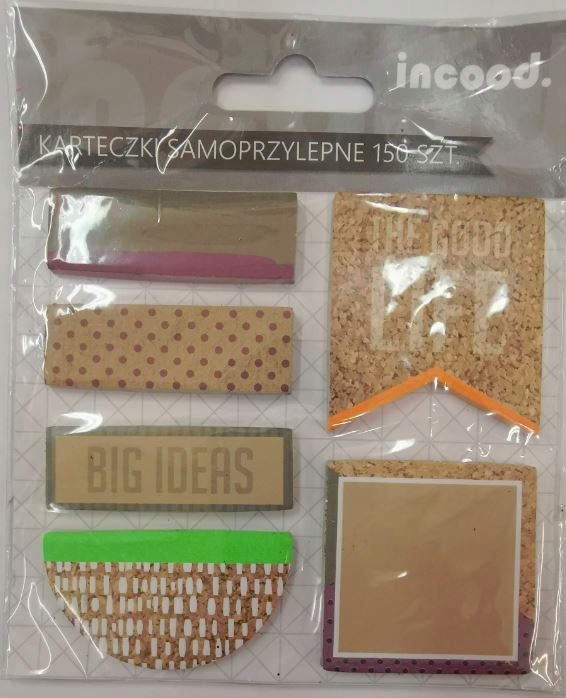 incood.
KARTECZKI SAMOPRZYLEPNE 150 SZT.
THE GOOD
LIFE
BIG IDEAS